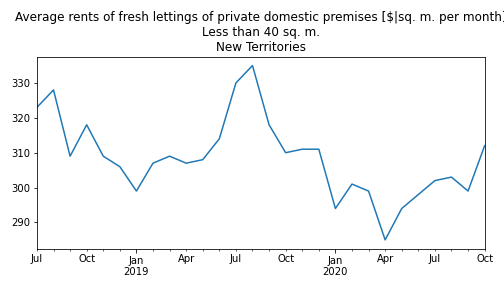 Average rents of fresh lettings of private domestic premises [$|sq. m. per month]
Less than 40 sq. m.
New Territories
330
320
310
300
290
Jul Oct Jan Apr Jul Oct Jan Apr Jul Oct
2019 2020